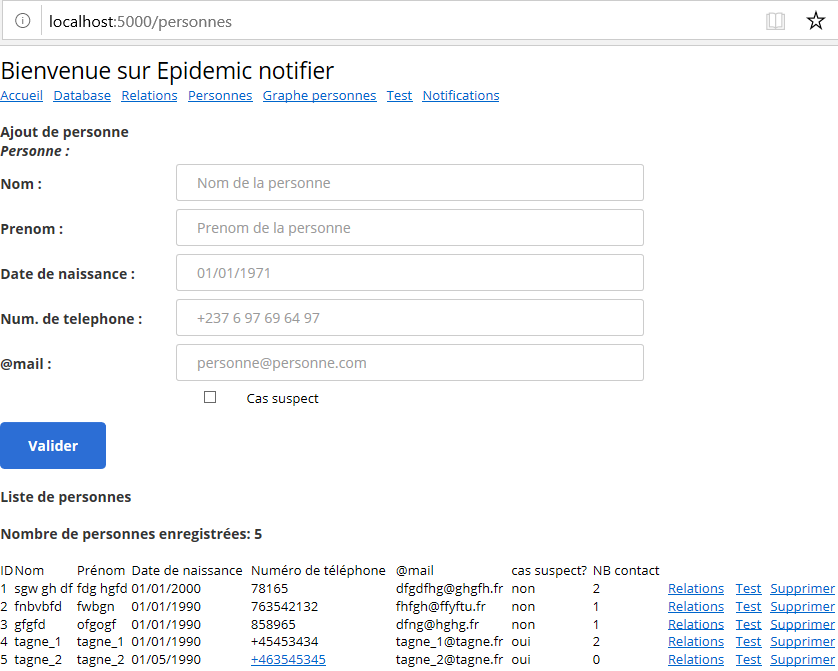 localhost:5000/personnes
Bienvenue sur Epidemic notifier
Accueil Database Relations Personnes Graphe personnes Test Notifications
Ajout de personne
Personne :
Nom : Nom de la personne
Prenom : Prenom de la personne
Date de naissance : 01/01/1971
Num. de telephone : +237 6 97 69 64 97
@mail : personne@personne.com
Cas suspect
Valider
Liste de personnes
Nombre de personnes enregistrées: 5
ID Nom Prénom Date de naissance Numéro de téléphone @mail cas suspect? NB contact
1 sgw gh df fdg hgfd 01/01/2000 78165 dfgdfhg@ghgfh.fr non 2 Relations Test Supprimer
2 fnbvbfd fwbgn 01/01/1990 763542132 fhfgh@ffyftu.fr non 1 Relations Test Supprimer
3 gfgfd ofgogf 01/01/1990 858965 dfng@hghg.fr non 1 Relations Test Supprimer
4 tagne_1 tagne_1 01/01/1990 +45453434 tagne_1@tagne.fr oui 2 Relations Test Supprimer
5 tagne_2 tagne_2 01/05/1990 +463545345 tagne_2@tagne.fr oui 0 Relations Test Supprimer